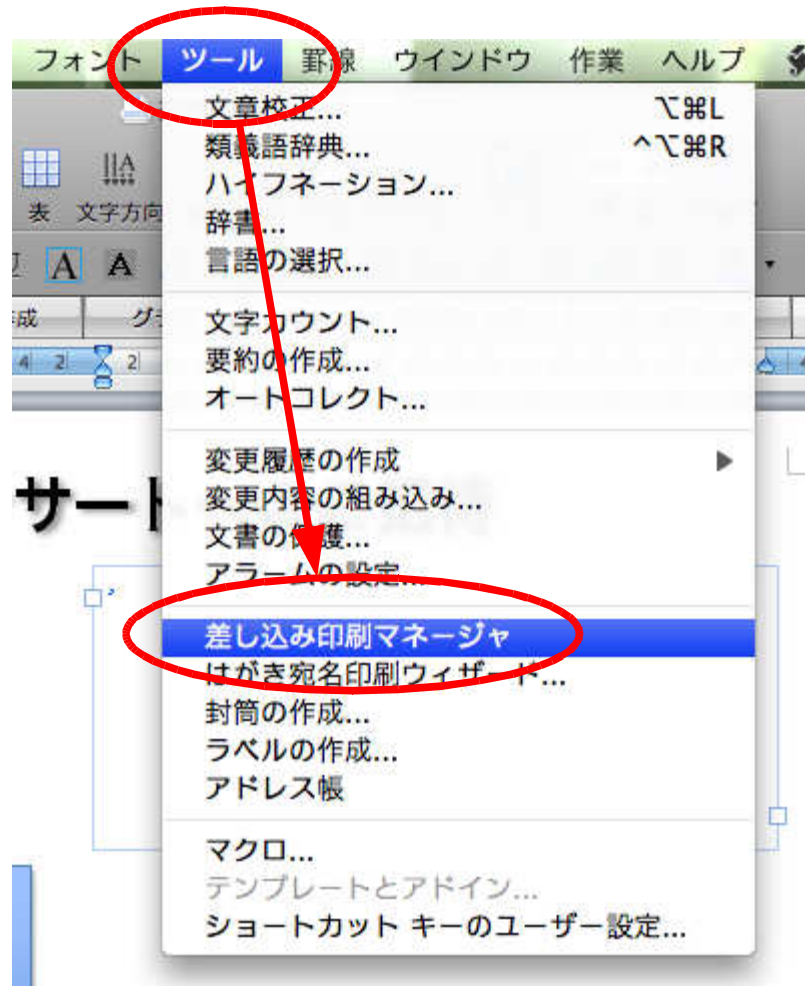 フォント ツール 罫線 ウインドウ 作業 ヘルプ
文章校正... ⌥⌘L
類義語辞典... ^⌥⌘R
ハイフネーション...
表 文字方向
辞書...
A A
言語の選択...
成
文字カウント...
4 2 2 4
要約の作成...
オートコレクト...
変更履歴の作成 ▶
サート
変更内容の組み込み...
文書の保護...
アラームの設定...
差し込み印刷マネージャ
はがき宛名印刷ウィザード...
封筒の作成...
ラベルの作成...
アドレス帳
マクロ...
テンプレートとアドイン...
ショートカット キーのユーザー設定...